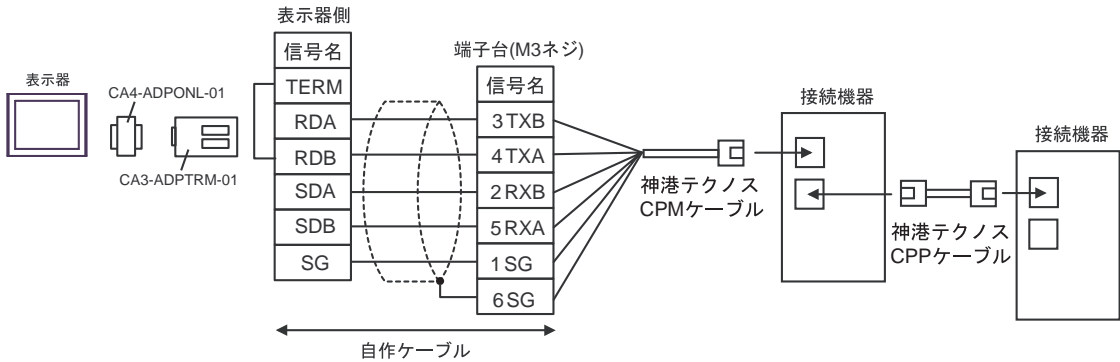 表示器
CA4-ADPONL-01
CA3-ADPTRM-01
表示器側
信号名
TERM
RDA
RDB
SDA
SDB
SG
端子台(M3ネジ)
信号名
3 TXB
4 TXA
2 RXB
5 RXA
1 SG
6 SG
自作ケーブル
神港テクノス
CPMケーブル
接続機器
神港テクノス
CPPケーブル
接続機器